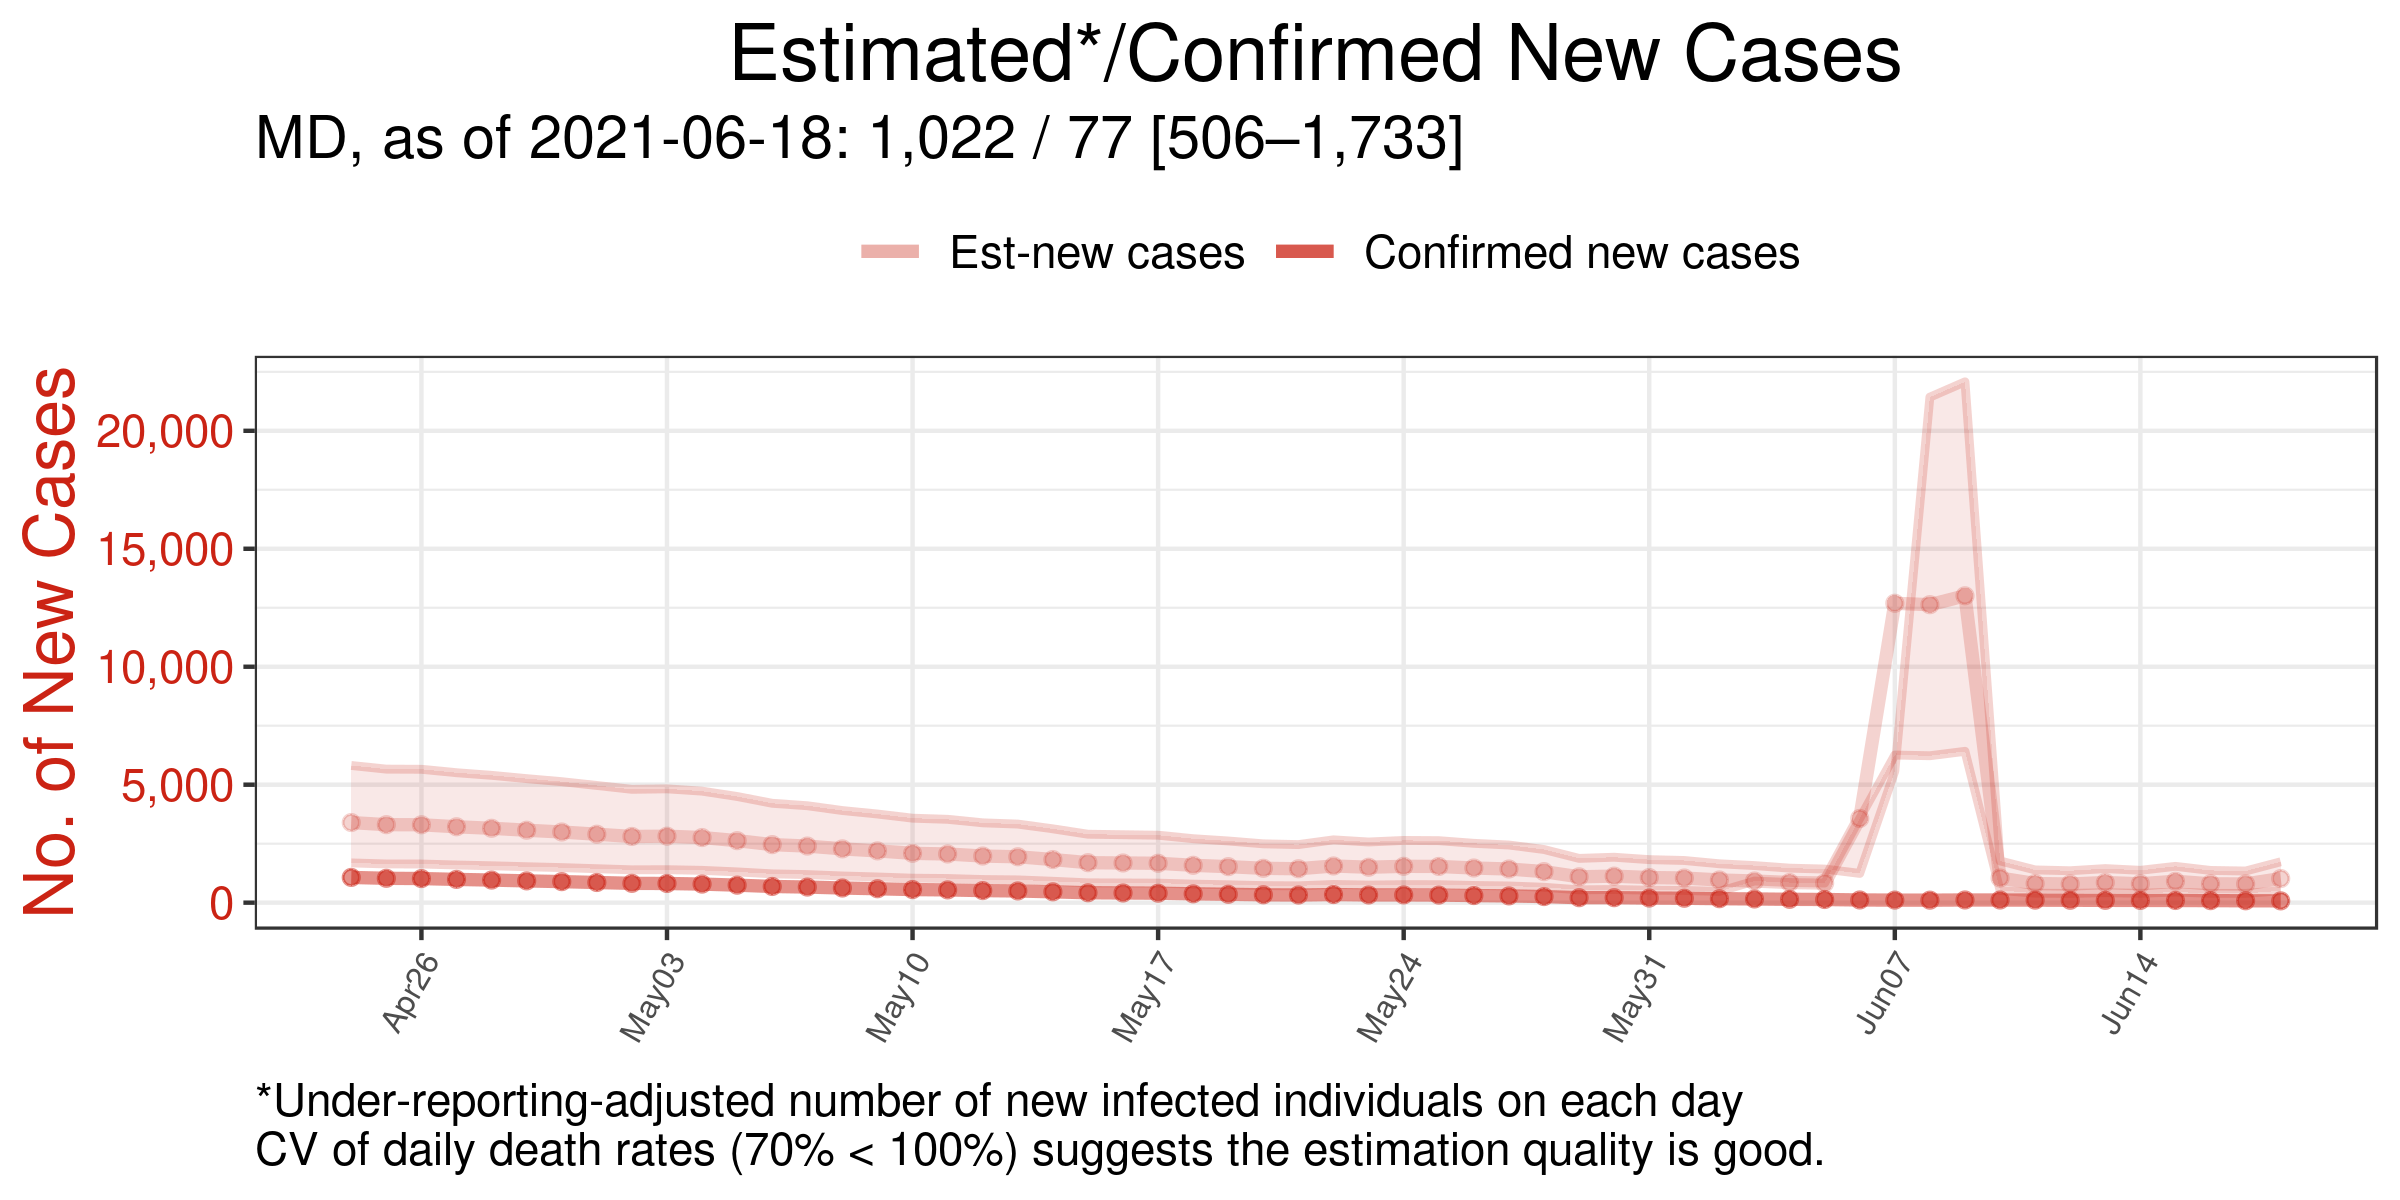 Estimated*/Confirmed New Cases
MD, as of 2021-06-18: 1,022 / 77 [506–1,733]
Est-new cases
Confirmed new cases
No. of New Cases
20,000
15,000
10,000
5,000
0
Apr26
May03
May10
May17
May24
May31
Jun07
Jun14
*Under-reporting-adjusted number of new infected individuals on each day
CV of daily death rates (70% < 100%) suggests the estimation quality is good.